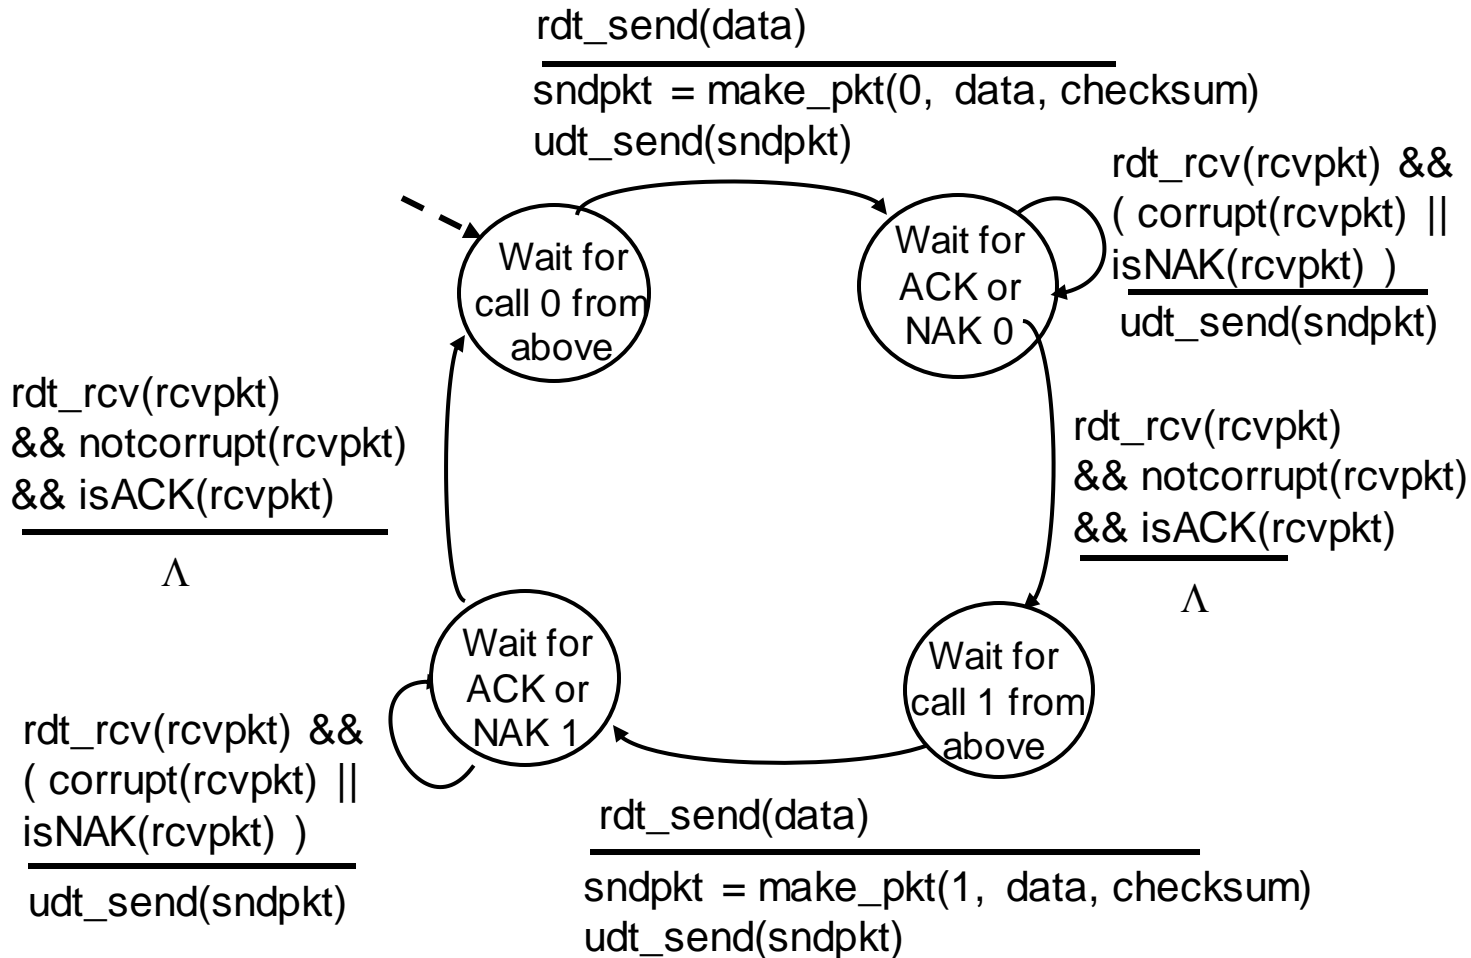 rdt_send(data)
sndpkt = make_pkt(0, data, checksum)
udt_send(sndpkt)
rdt_rcv(rcvpkt) &&
( corrupt(rcvpkt) ||
isNAK(rcvpkt) )
udt_send(sndpkt)
Wait for
call 0 from
above
Wait for
ACK or
NAK 0
rdt_rcv(rcvpkt)
&& notcorrupt(rcvpkt)
&& isACK(rcvpkt)
Λ
rdt_rcv(rcvpkt)
&& notcorrupt(rcvpkt)
&& isACK(rcvpkt)
Λ
Wait for
ACK or
NAK 1
Wait for
call 1 from
above
rdt_rcv(rcvpkt) &&
( corrupt(rcvpkt) ||
isNAK(rcvpkt) )
udt_send(sndpkt)
rdt_send(data)
sndpkt = make_pkt(1, data, checksum)
udt_send(sndpkt)